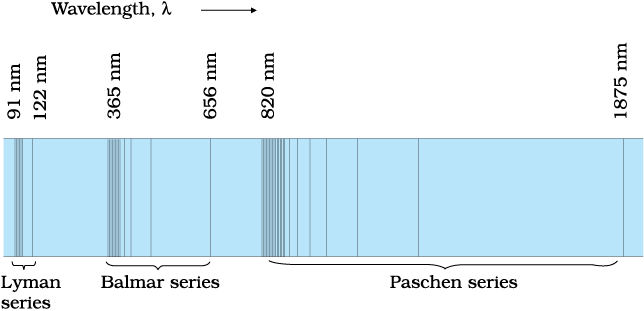 Wavelength, λ
91 nm
122 nm
365 nm
656 nm
820 nm
1875 nm
Lyman
series
Balmar series
Paschen series